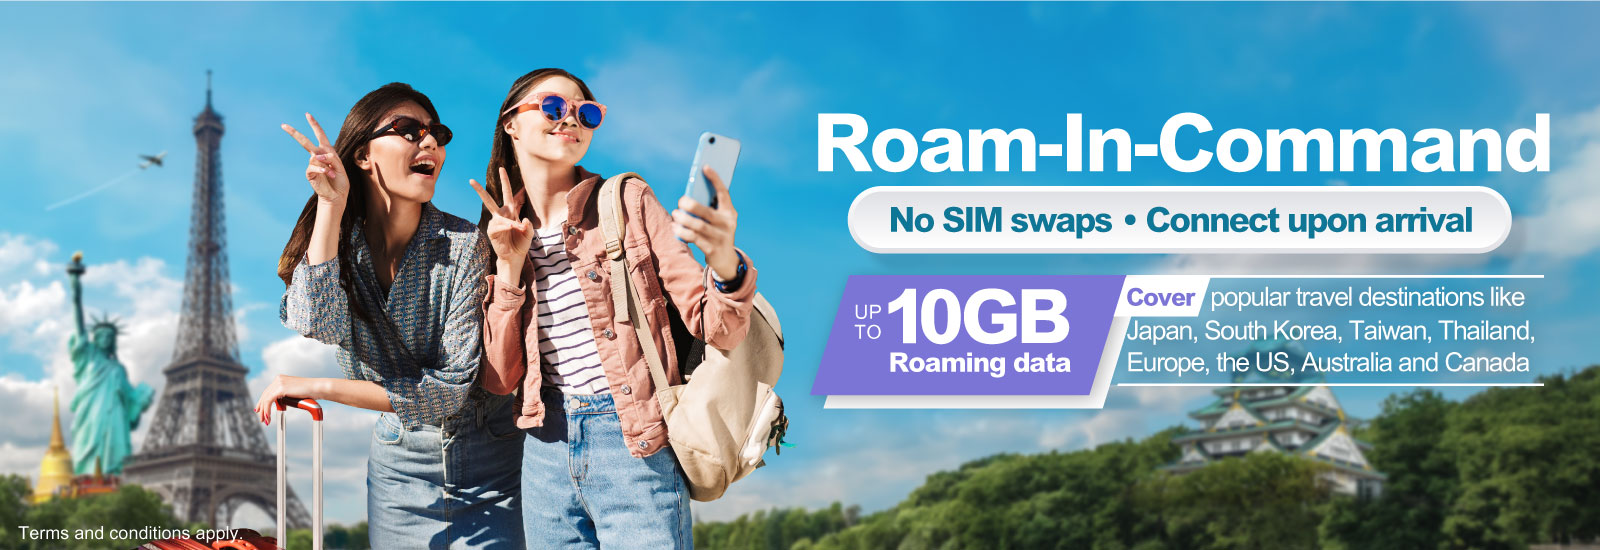 Roam-In-Command
No SIM swaps • Connect upon arrival
UP TO 10GB
Roaming data
Cover popular travel destinations like
Japan, South Korea, Taiwan, Thailand,
Europe, the US, Australia and Canada
Terms and conditions apply.